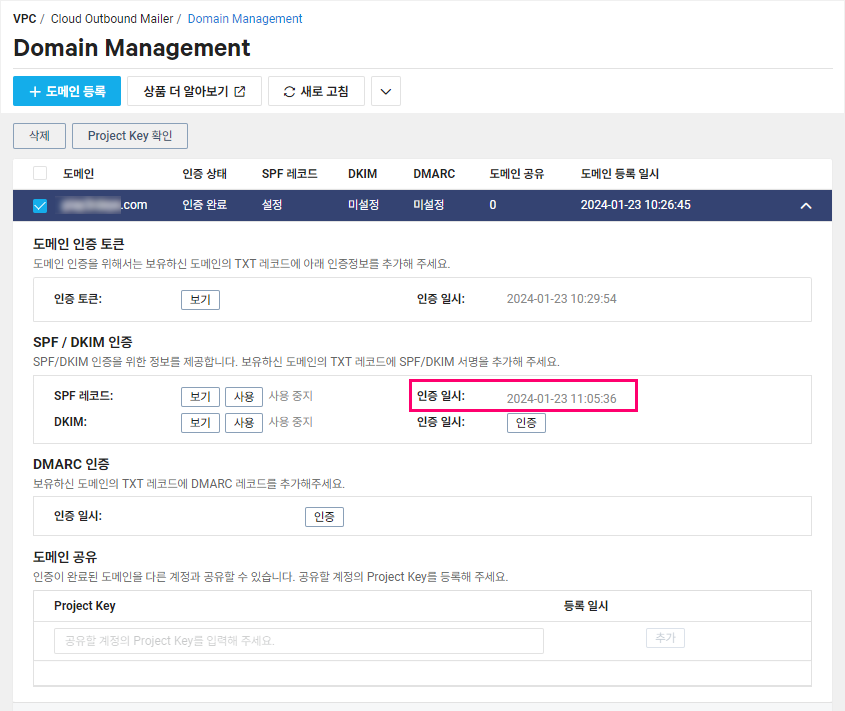 VPC / Cloud Outbound Mailer / Domain Management
Domain Management
+ 도메인 등록 상품 더 알아보기 새로 고침
삭제 Project Key 확인
도메인 인증 상태 SPF 레코드 DKIM DMARC 도메인 공유 도메인 등록 일시
.com 인증 완료 설정 미설정 미설정 0 2024-01-23 10:26:45
도메인 인증 토큰
도메인 인증을 위해서는 보유하신 도메인의 TXT 레코드에 아래 인증정보를 추가해 주세요.
인증 토큰: 보기 인증 일시: 2024-01-23 10:29:54
SPF / DKIM 인증
SPF/DKIM 인증을 위한 정보를 제공합니다. 보유하신 도메인의 TXT 레코드에 SPF/DKIM 서명을 추가해 주세요.
SPF 레코드: 보기 사용 사용 중지 인증 일시: 2024-01-23 11:05:36
DKIM: 보기 사용 사용 중지 인증 일시: 인증
DMARC 인증
보유하신 도메인의 TXT 레코드에 DMARC 레코드를 추가해주세요.
인증 일시: 인증
도메인 공유
인증이 완료된 도메인을 다른 계정과 공유할 수 있습니다. 공유할 계정의 Project Key를 등록해 주세요.
Project Key 등록 일시
공유할 계정의 Project Key를 입력해 주세요. 추가